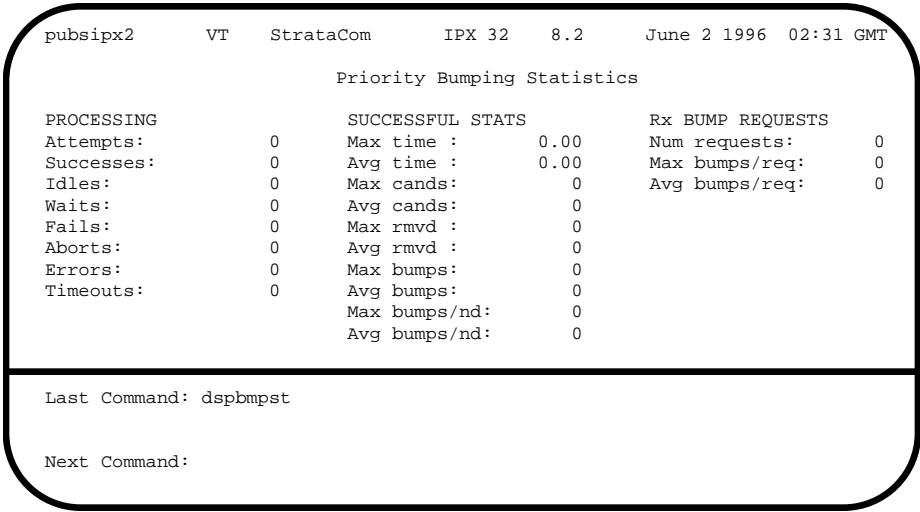 pubsipx2 VT StrataCom IPX 32 8.2 June 2 1996 02:31 GMT
Priority Bumping Statistics
PROCESSING SUCCESSFUL STATS Rx BUMP REQUESTS
Attempts: 0 Max time : 0.00 Num requests: 0
Successes: 0 Avg time : 0.00 Max bumps/req: 0
Idles: 0 Max cands: 0 Avg bumps/req: 0
Waits: 0 Avg cands: 0
Fails: 0 Max rmvd : 0
Aborts: 0 Avg rmvd : 0
Errors: 0 Max bumps: 0
Timeouts: 0 Avg bumps: 0
Max bumps/nd: 0
Avg bumps/nd: 0
Last Command: dspbmpst
Next Command: